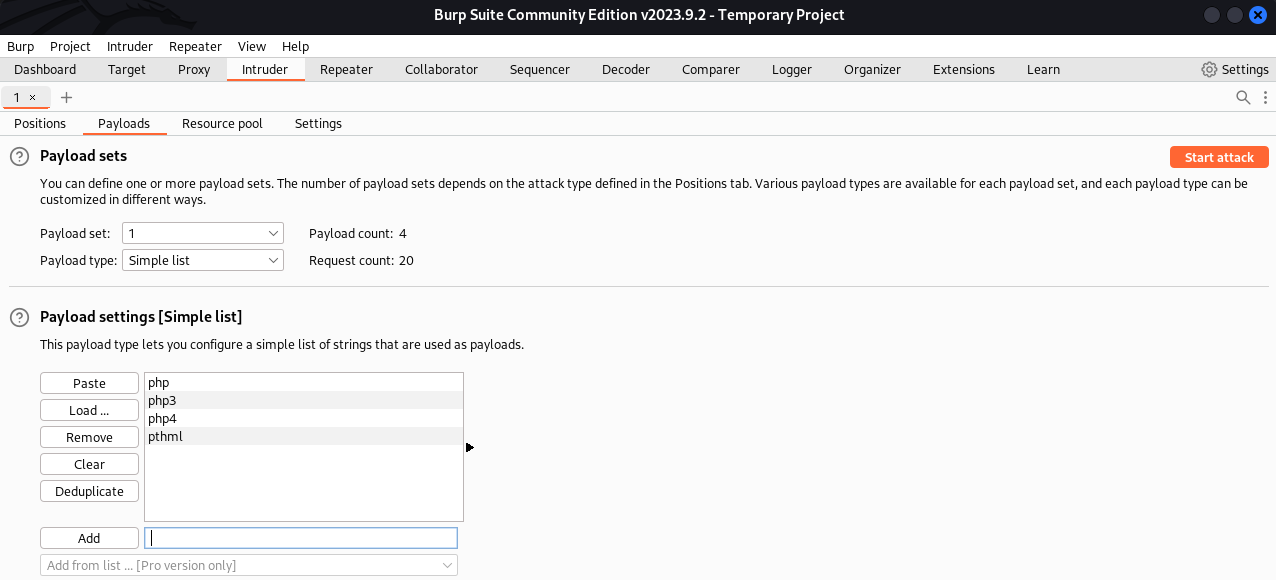 Burp Suite Community Edition v2023.9.2 - Temporary Project
Burp Project Intruder Repeater View Help
Dashboard Target Proxy Intruder Repeater Collaborator Sequencer Decoder Comparer Logger Organizer Extensions Learn Settings
1 × +
Positions Payloads Resource pool Settings
? Payload sets Start attack
You can define one or more payload sets. The number of payload sets depends on the attack type defined in the Positions tab. Various payload types are available for each payload set, and each payload type can be
customized in different ways.
Payload set: 1 Payload count: 4
Payload type: Simple list Request count: 20
? Payload settings [Simple list]
This payload type lets you configure a simple list of strings that are used as payloads.
Paste php
Load ... php3
php4
Remove pthml
Clear
Deduplicate
Add
Add from list ... [Pro version only]